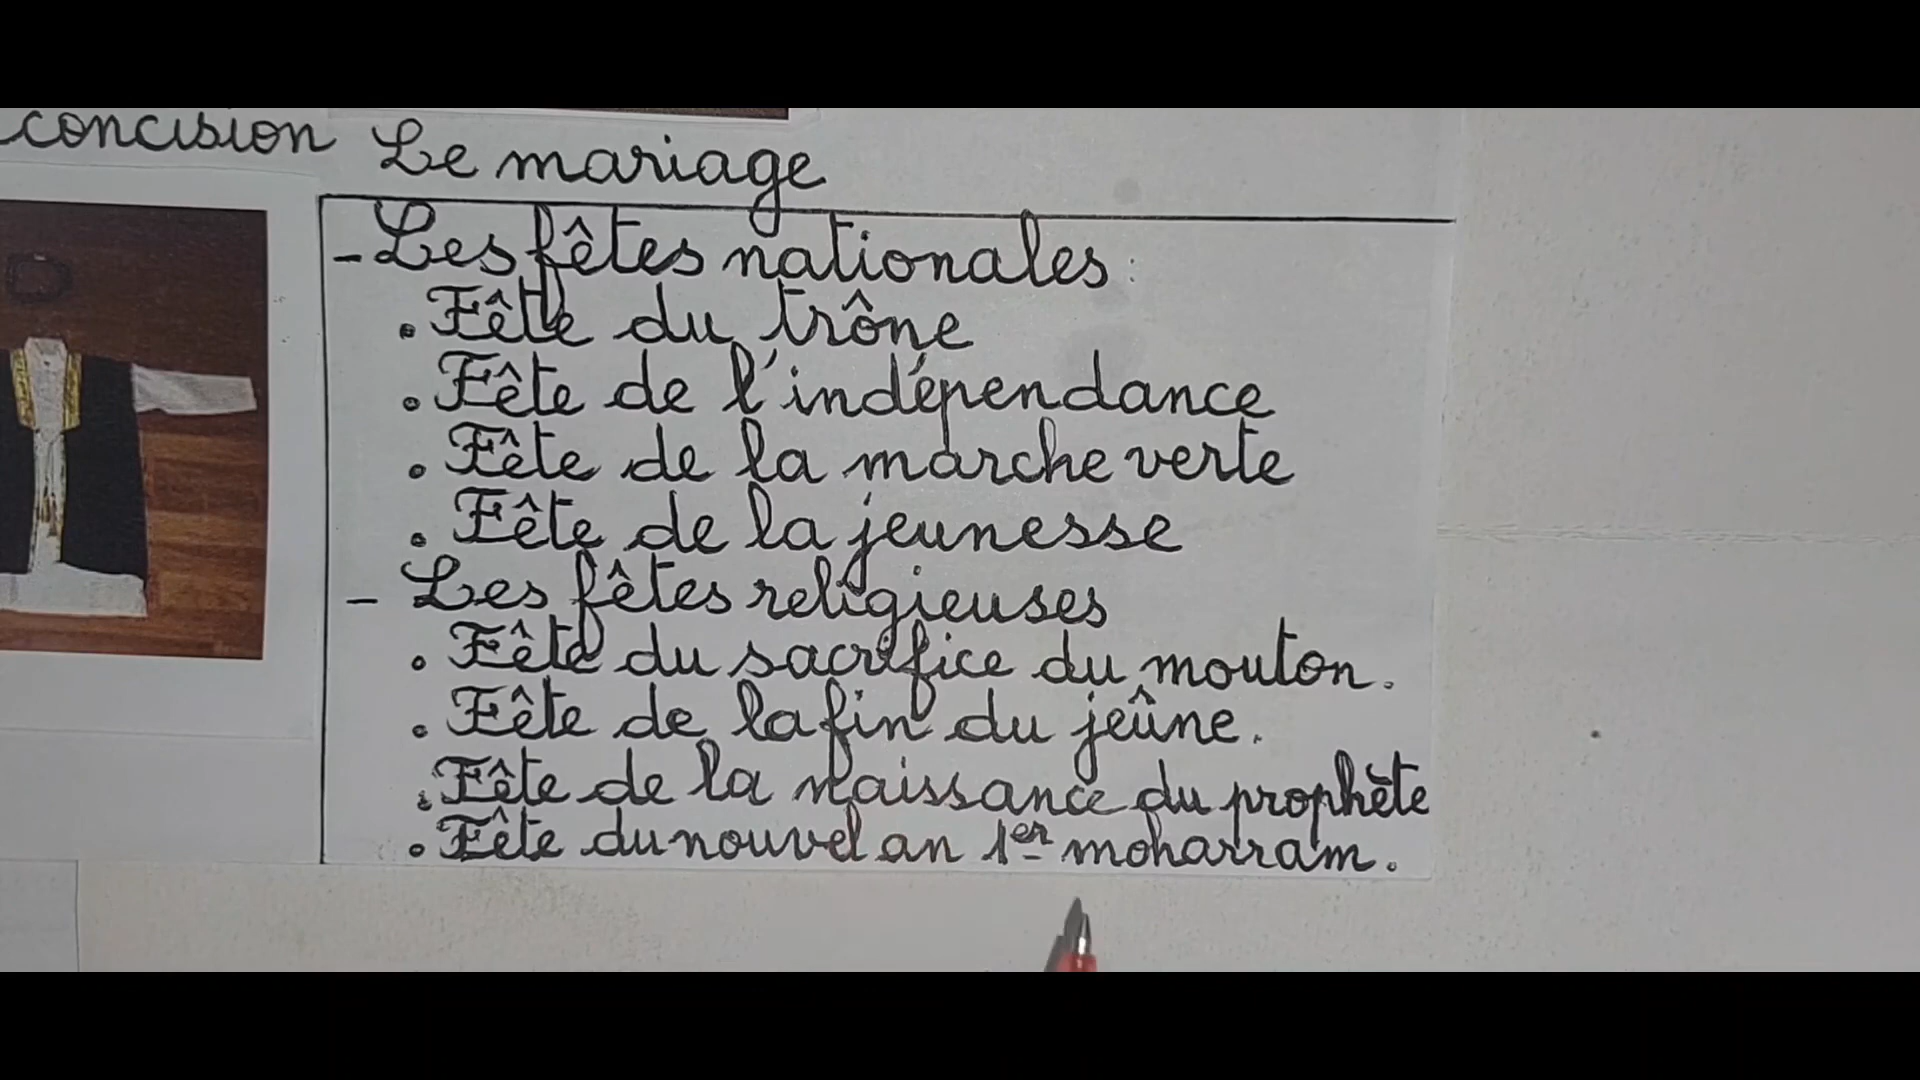 concision
Le mariage
- Les fêtes nationales :
. Fête du trône
. Fête de l'indépendance
. Fête de la marche verte
. Fête de la jeunesse
- Les fêtes religieuses
. Fête du sacrifice du mouton.
. Fête de la fin du jeûne.
. Fête de la naissance du prophète
. Fête du nouvel an 1er moharram.